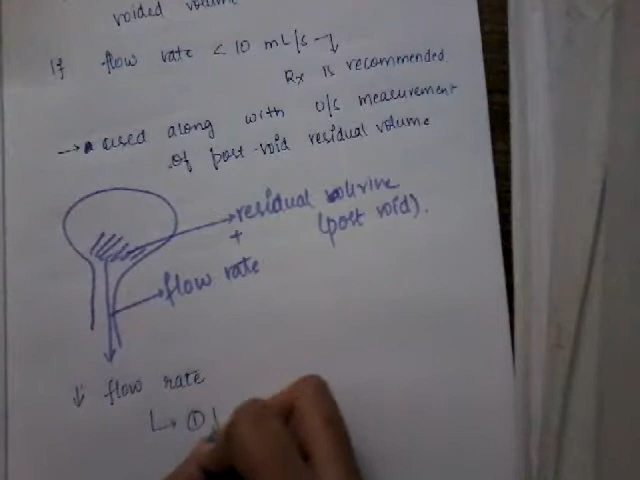 voided volume
If flow rate < 10 mL/s ↴
Rx is recommended
→ used along with u/s measurement
of post-void residual volume
→ residual urine
(post void).
+
→ flow rate
↓ flow rate
↳ ①